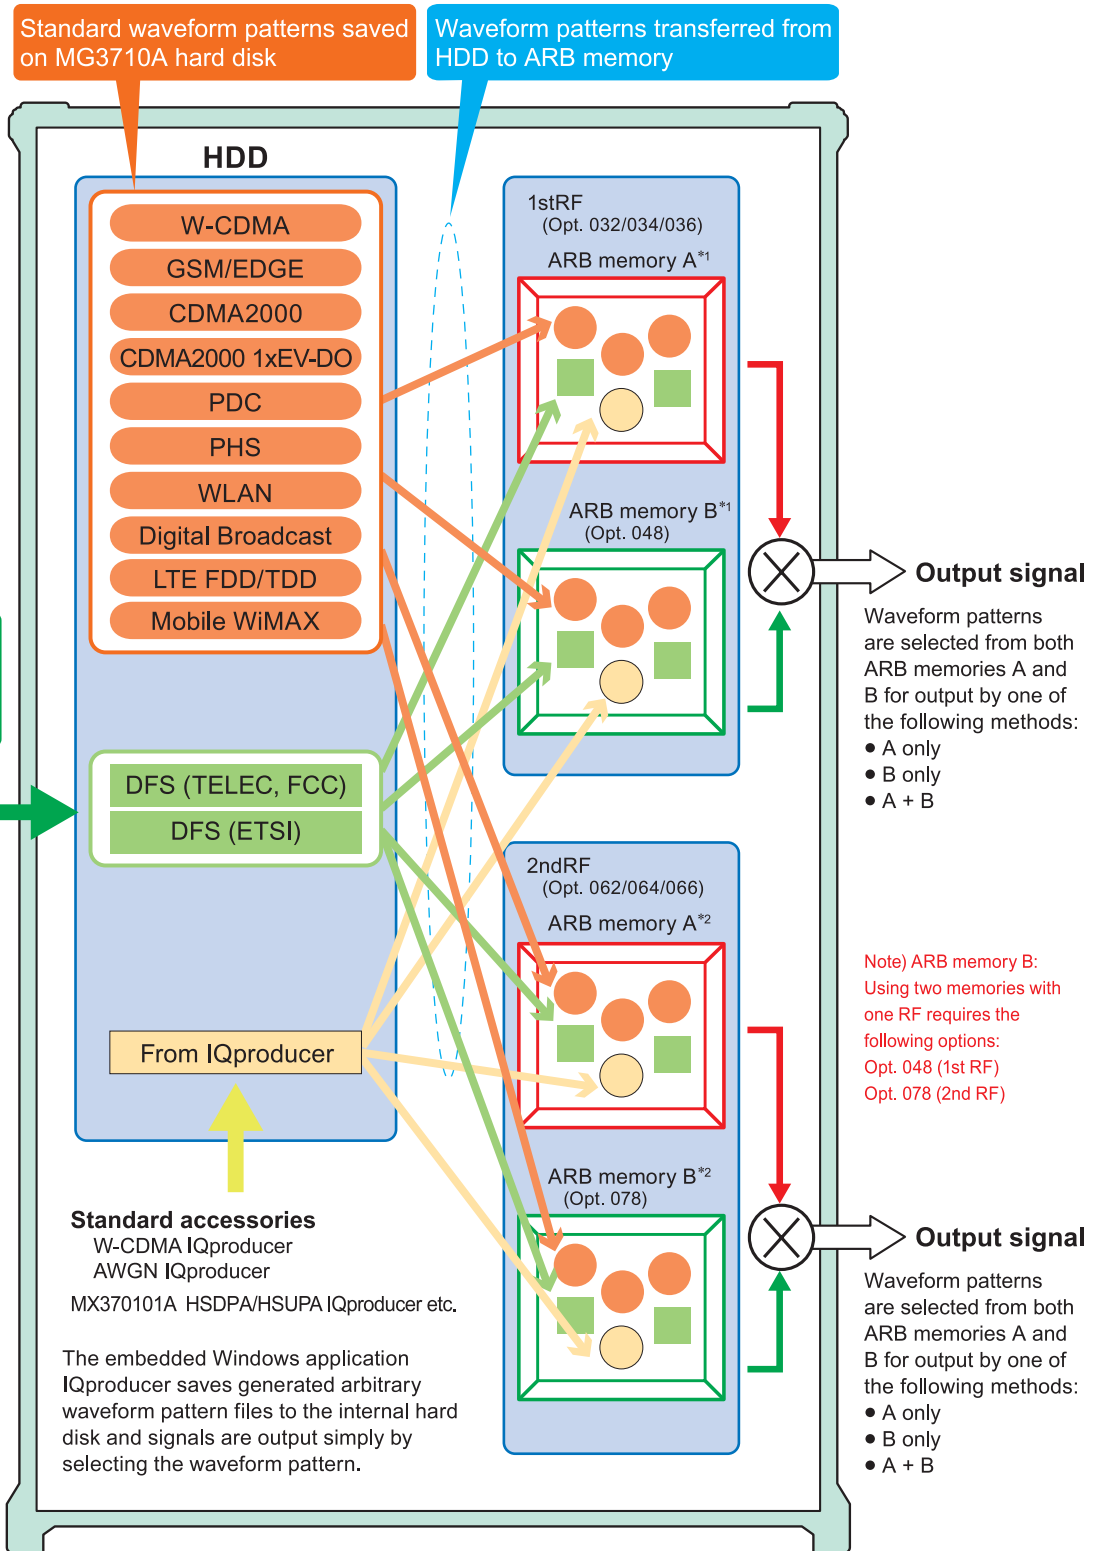 Standard waveform patterns saved
on MG3710A hard disk
Waveform patterns transferred from
HDD to ARB memory
HDD
W-CDMA
GSM/EDGE
CDMA2000
CDMA2000 1xEV-DO
PDC
PHS
WLAN
Digital Broadcast
LTE FDD/TDD
Mobile WiMAX
DFS (TELEC, FCC)
DFS (ETSI)
From IQproducer
Standard accessories
W-CDMA IQproducer
AWGN IQproducer
MX370101A HSDPA/HSUPA IQproducer etc.
The embedded Windows application
IQproducer saves generated arbitrary
waveform pattern files to the internal hard
disk and signals are output simply by
selecting the waveform pattern.
1stRF
(Opt. 032/034/036)
ARB memory A*1
ARB memory B*1
(Opt. 048)
2ndRF
(Opt. 062/064/066)
ARB memory A*2
ARB memory B*2
(Opt. 078)
Output signal
Waveform patterns
are selected from both
ARB memories A and
B for output by one of
the following methods:
● A only
● B only
● A + B
Note) ARB memory B:
Using two memories with
one RF requires the
following options:
Opt. 048 (1st RF)
Opt. 078 (2nd RF)
Output signal
Waveform patterns
are selected from both
ARB memories A and
B for output by one of
the following methods:
● A only
● B only
● A + B